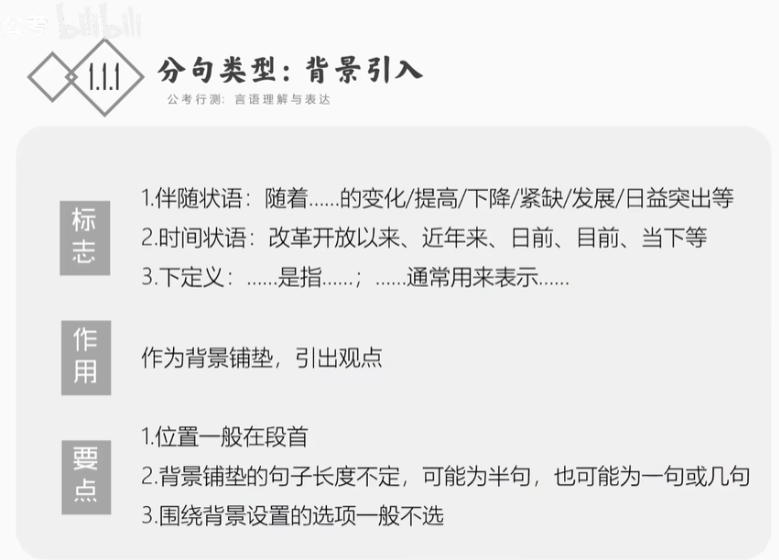 公考 bilibili
1.1.1 分句类型：背景引入
公考行测：言语理解与表达
标志
1.伴随状语：随着……的变化/提高/下降/紧缺/发展/日益突出等
2.时间状语：改革开放以来、近年来、日前、目前、当下等
3.下定义：……是指……；……通常用来表示……
作用
作为背景铺垫，引出观点
要点
1.位置一般在段首
2.背景铺垫的句子长度不定，可能为半句，也可能为一句或几句
3.围绕背景设置的选项一般不选